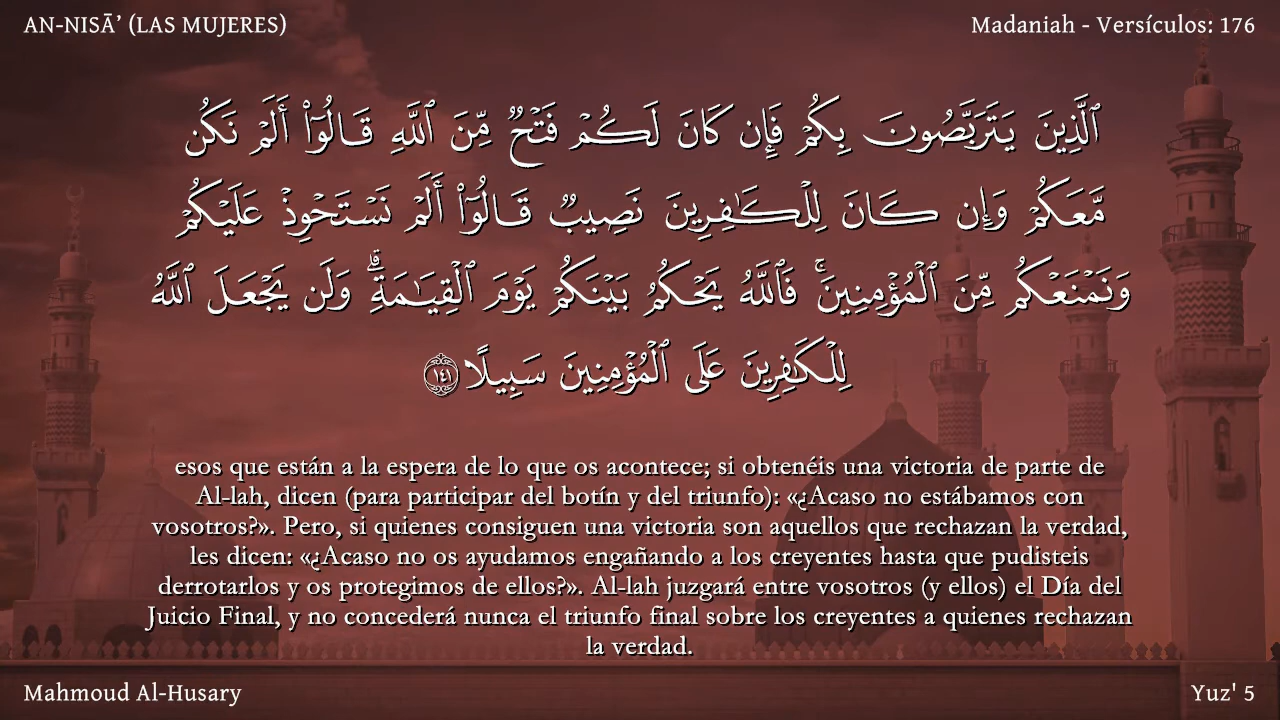 AN-NISĀ’ (LAS MUJERES)
Madaniah - Versículos: 176
ٱلَّذِينَ يَتَرَبَّصُونَ بِكُمْ فَإِن كَانَ لَكُمْ فَتْحٌ مِّنَ ٱللَّهِ قَالُوٓا۟ أَلَمْ نَكُن
مَّعَكُمْ وَإِن كَانَ لِلْكَـٰفِرِينَ نَصِيبٌ قَالُوٓا۟ أَلَمْ نَسْتَحْوِذْ عَلَيْكُمْ
وَنَمْنَعْكُم مِّنَ ٱلْمُؤْمِنِينَ ۚ فَٱللَّهُ يَحْكُمُ بَيْنَكُمْ يَوْمَ ٱلْقِيَـٰمَةِ ۗ وَلَن يَجْعَلَ ٱللَّهُ
لِلْكَـٰفِرِينَ عَلَى ٱلْمُؤْمِنِينَ سَبِيلًا ١٤١
esos que están a la espera de lo que os acontece; si obtenéis una victoria de parte de
Al-lah, dicen (para participar del botín y del triunfo): «¿Acaso no estábamos con
vosotros?». Pero, si quienes consiguen una victoria son aquellos que rechazan la verdad,
les dicen: «¿Acaso no os ayudamos engañando a los creyentes hasta que pudisteis
derrotarlos y os protegimos de ellos?». Al-lah juzgará entre vosotros (y ellos) el Día del
Juicio Final, y no concederá nunca el triunfo final sobre los creyentes a quienes rechazan
la verdad.
Mahmoud Al-Husary
Yuz' 5